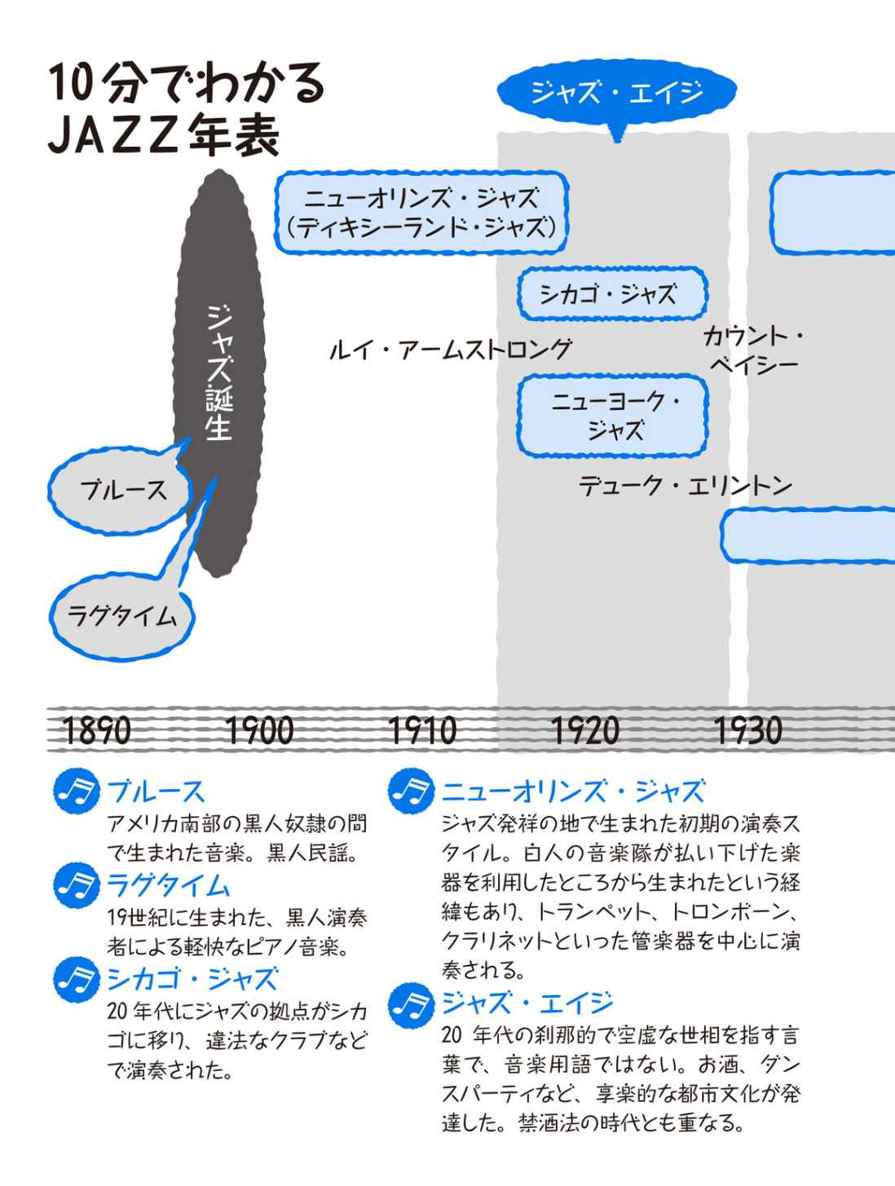 10分でわかる
JAZZ年表
ジャズ・エイジ
ニューオリンズ・ジャズ
(ディキシーランド・ジャズ)
シカゴ・ジャズ
ジャズ誕生
ルイ・アームストロング
カウント・
ベイシー
ニューヨーク・
ジャズ
ブルース
デューク・エリントン
ラグタイム
1890 1900 1910 1920 1930
ブルース
アメリカ南部の黒人奴隷の間
で生まれた音楽。黒人民謡。
ラグタイム
19世紀に生まれた、黒人演奏
者による軽快なピアノ音楽。
シカゴ・ジャズ
20年代にジャズの拠点がシカ
ゴに移り、違法なクラブなど
で演奏された。
ニューオリンズ・ジャズ
ジャズ発祥の地で生まれた初期の演奏ス
タイル。白人の音楽隊が払い下げた楽
器を利用したところから生まれたという経
緯もあり、トランペット、トロンボーン、
クラリネットといった管楽器を中心に演
奏される。
ジャズ・エイジ
20 年代の刹那的で空虚な世相を指す言
葉で、音楽用語ではない。お酒、ダン
スパーティなど、享楽的な都市文化が発
達した。禁酒法の時代とも重なる。